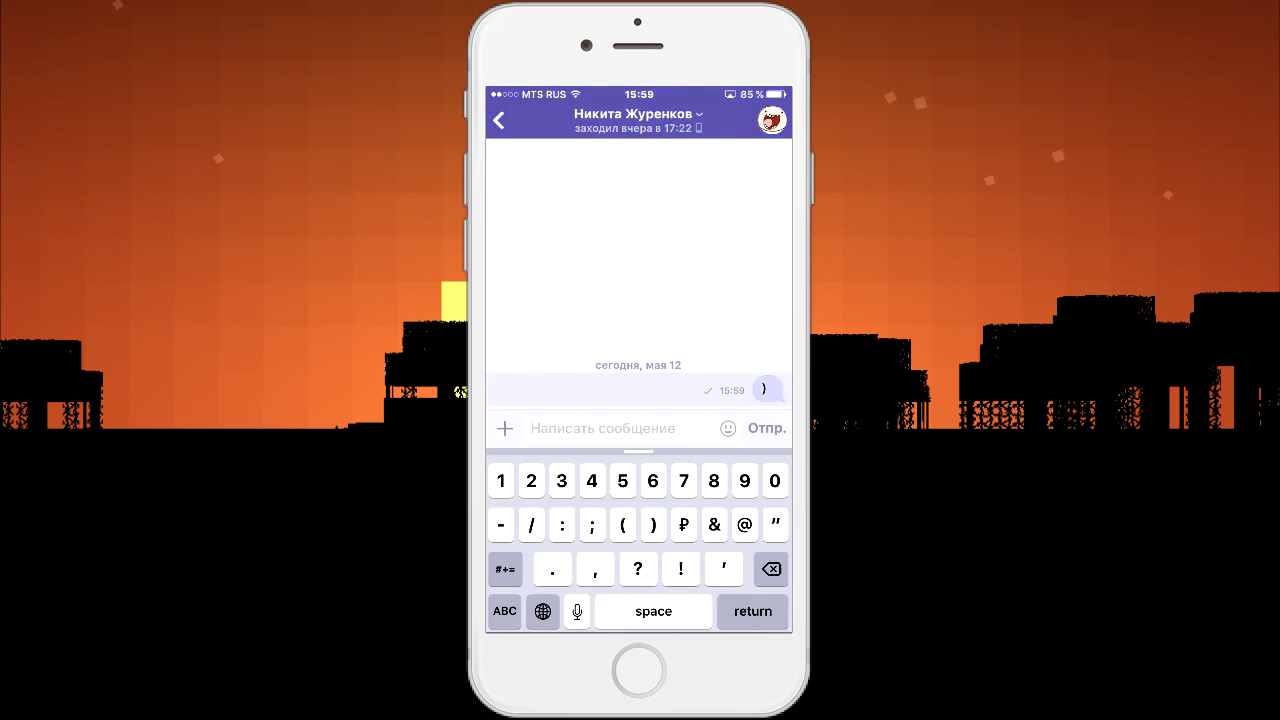 MTS RUS 15:59 85 %
Никита Журенков
заходил вчера в 17:22
сегодня, мая 12
15:59 )
Написать сообщение Отпр.
1 2 3 4 5 6 7 8 9 0
- / : ; ( ) ₽ & @ "
#+= . , ? ! '
ABC space return